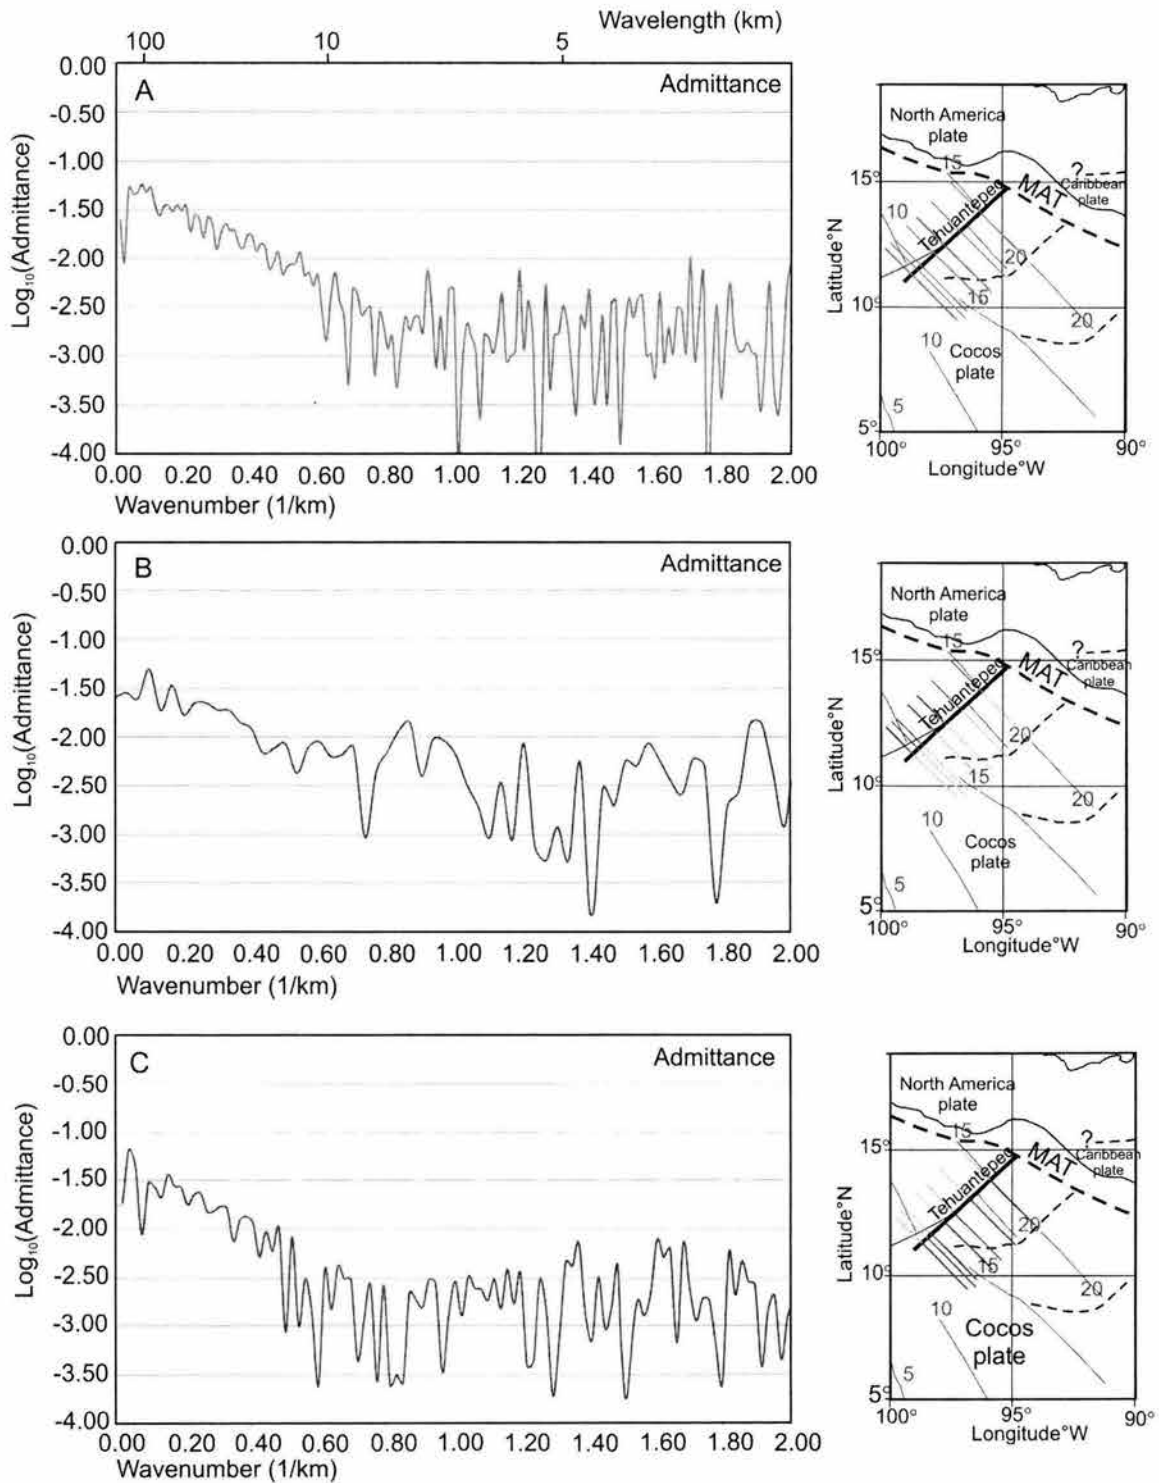 Wavelength (km)
100 10 5
A
Admittance
0.00
-0.50
-1.00
-1.50
-2.00
-2.50
-3.00
-3.50
-4.00
Log10(Admittance)
0.00 0.20 0.40 0.60 0.80 1.00 1.20 1.40 1.60 1.80 2.00
Wavenumber (1/km)
North America
plate
15
MAT
?
Caribbean
plate
Tehuantepec
10
20
15
20
10
Cocos
plate
5
15°
10°
5°
Latitude°N
100° 95° 90°
Longitude°W
B
Admittance
0.00
-0.50
-1.00
-1.50
-2.00
-2.50
-3.00
-3.50
-4.00
Log10(Admittance)
0.00 0.20 0.40 0.60 0.80 1.00 1.20 1.40 1.60 1.80 2.00
Wavenumber (1/km)
North America
plate
15
MAT
?
Caribbean
plate
Tehuantepec
20
15
20
10
Cocos
plate
5
15°
10°
5°
Latitude°N
100° 95° 90°
Longitude°W
C
Admittance
0.00
-0.50
-1.00
-1.50
-2.00
-2.50
-3.00
-3.50
-4.00
Log10(Admittance)
0.00 0.20 0.40 0.60 0.80 1.00 1.20 1.40 1.60 1.80 2.00
Wavenumber (1/km)
North America
plate
15
MAT
?
Caribbean
plate
Tehuantepec
20
15
20
10
Cocos
plate
5
15°
10°
5°
Latitude°N
100° 95° 90°
Longitude°W